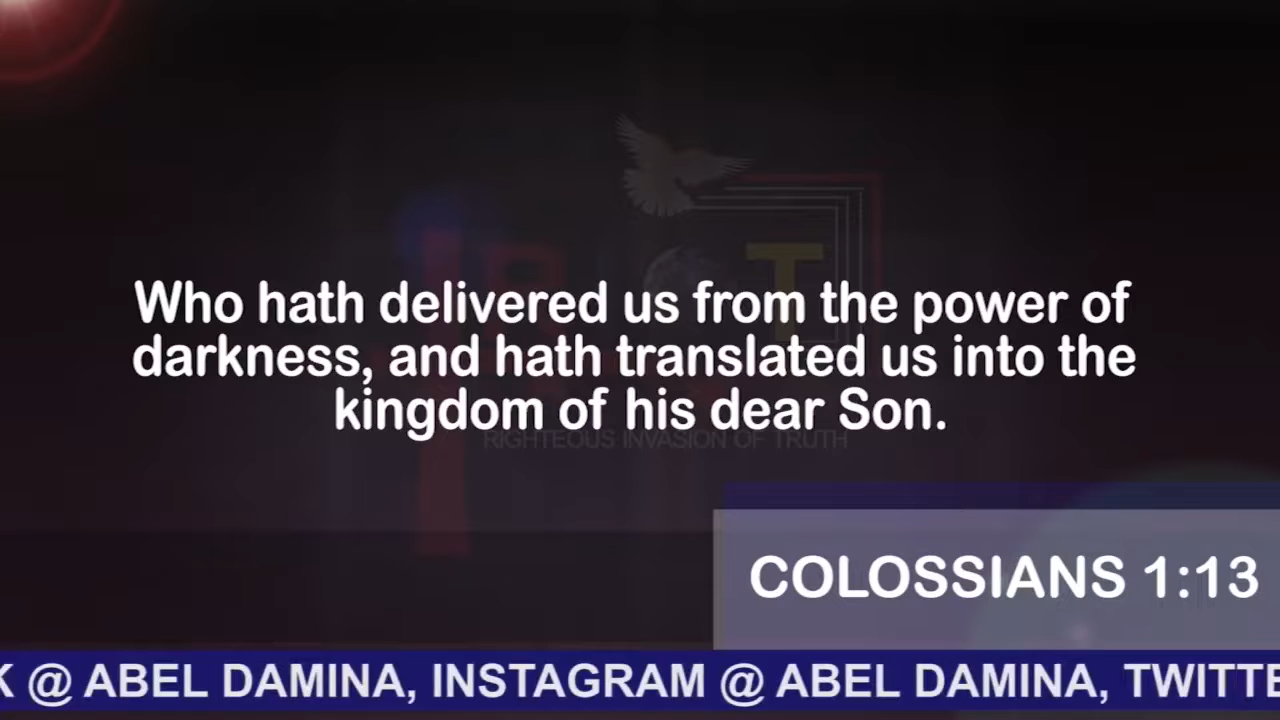 T
Who hath delivered us from the power of
darkness, and hath translated us into the
kingdom of his dear Son.
RIGHTEOUS INVASION OF TRUTH
COLOSSIANS 1:13
K @ ABEL DAMINA, INSTAGRAM @ ABEL DAMINA, TWITTE